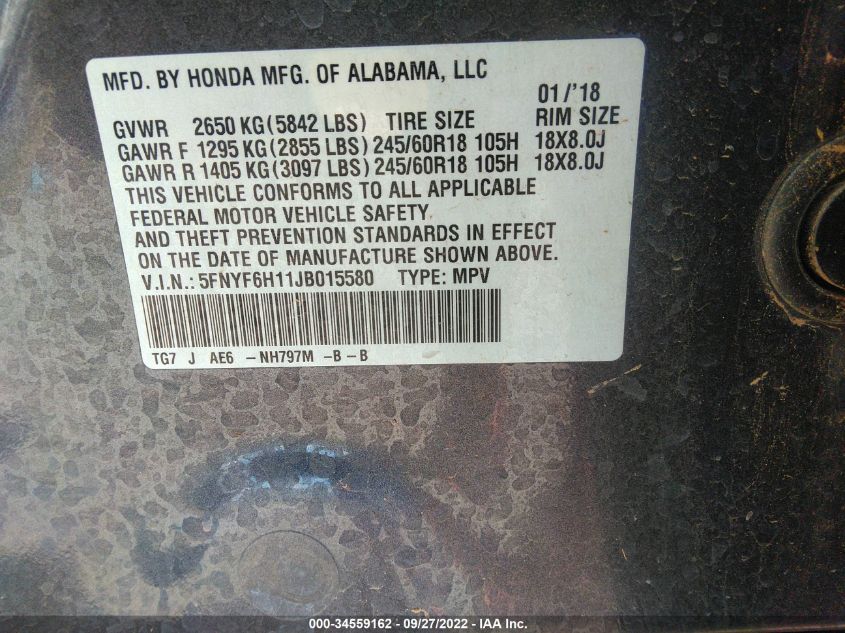 MFD. BY HONDA MFG. OF ALABAMA, LLC
01/'18
GVWR 2650 KG(5842 LBS) TIRE SIZE RIM SIZE
GAWR F 1295 KG(2855 LBS) 245/60R18 105H 18X8.0J
GAWR R 1405 KG(3097 LBS) 245/60R18 105H 18X8.0J
THIS VEHICLE CONFORMS TO ALL APPLICABLE
FEDERAL MOTOR VEHICLE SAFETY
AND THEFT PREVENTION STANDARDS IN EFFECT
ON THE DATE OF MANUFACTURE SHOWN ABOVE.
V.I.N.: 5FNYF6H11JB015580 TYPE: MPV
TG7 J AE6 -NH797M -B-B
000-34559162 - 09/27/2022 - IAA Inc.